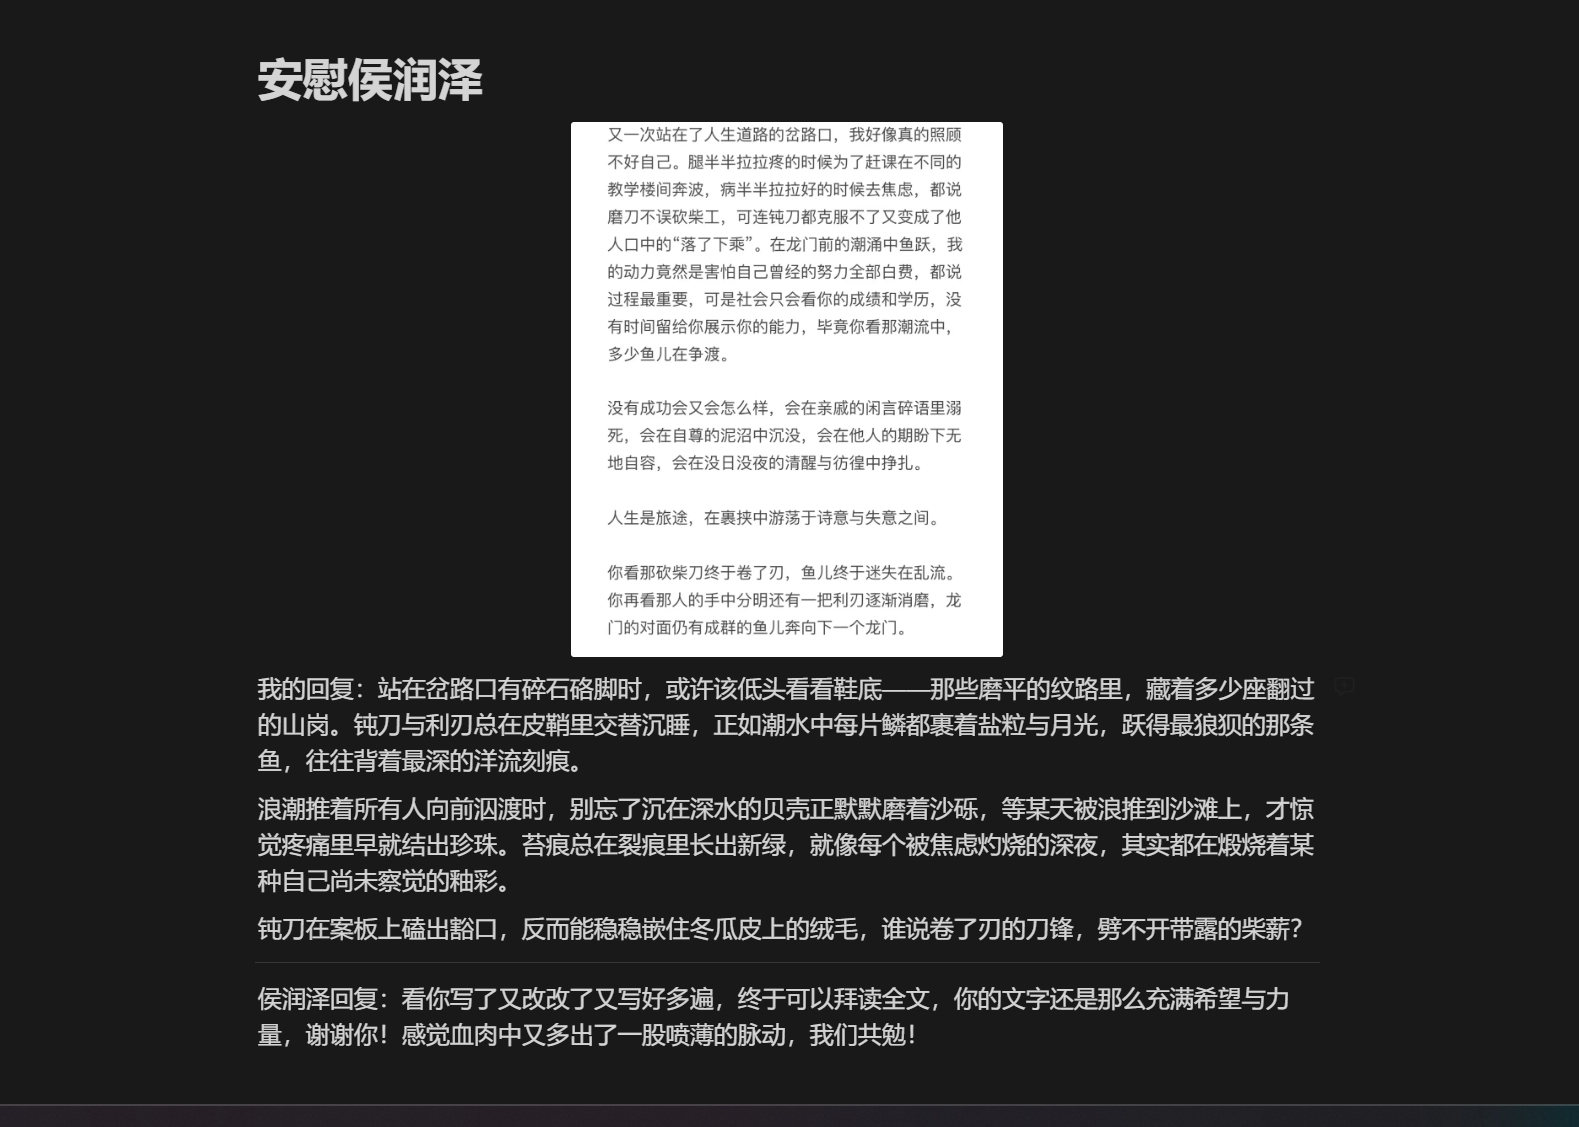 安慰侯润泽
又一次站在了人生道路的岔路口，我好像真的照顾
不好自己。腿半半拉拉疼的时候为了赶课在不同的
教学楼间奔波，病半半拉拉好的时候去焦虑，都说
磨刀不误砍柴工，可连钝刀都克服不了又变成了他
人口中的“落了下乘”。在龙门前的潮涌中鱼跃，我
的动力竟然是害怕自己曾经的努力全部白费，都说
过程最重要，可是社会只会看你的成绩和学历，没
有时间留给你展示你的能力，毕竟你看那潮流中，
多少鱼儿在争渡。
没有成功会又会怎么样，会在亲戚的闲言碎语里溺
死，会在自尊的泥沼中沉没，会在他人的期盼下无
地自容，会在没日没夜的清醒与彷徨中挣扎。
人生是旅途，在裹挟中游荡于诗意与失意之间。
你看那砍柴刀终于卷了刃，鱼儿终于迷失在乱流。
你再看那人的手中分明还有一把利刃逐渐消磨，龙
门的对面仍有成群的鱼儿奔向下一个龙门。
我的回复：站在岔路口有碎石硌脚时，或许该低头看看鞋底——那些磨平的纹路里，藏着多少座翻过
的山岗。钝刀与利刃总在皮鞘里交替沉睡，正如潮水中每片鳞都裹着盐粒与月光，跃得最狼狈的那条
鱼，往往背着最深的洋流刻痕。
浪潮推着所有人向前泅渡时，别忘了沉在深水的贝壳正默默磨着沙砾，等某天被浪推到沙滩上，才惊
觉疼痛里早就结出珍珠。苔痕总在裂痕里长出新绿，就像每个被焦虑灼烧的深夜，其实都在煅烧着某
种自己尚未察觉的釉彩。
钝刀在案板上磕出豁口，反而能稳稳嵌住冬瓜皮上的绒毛，谁说卷了刃的刀锋，劈不开带露的柴薪？
侯润泽回复：看你写了又改改了又写好多遍，终于可以拜读全文，你的文字还是那么充满希望与力
量，谢谢你！感觉血肉中又多出了一股喷薄的脉动，我们共勉！